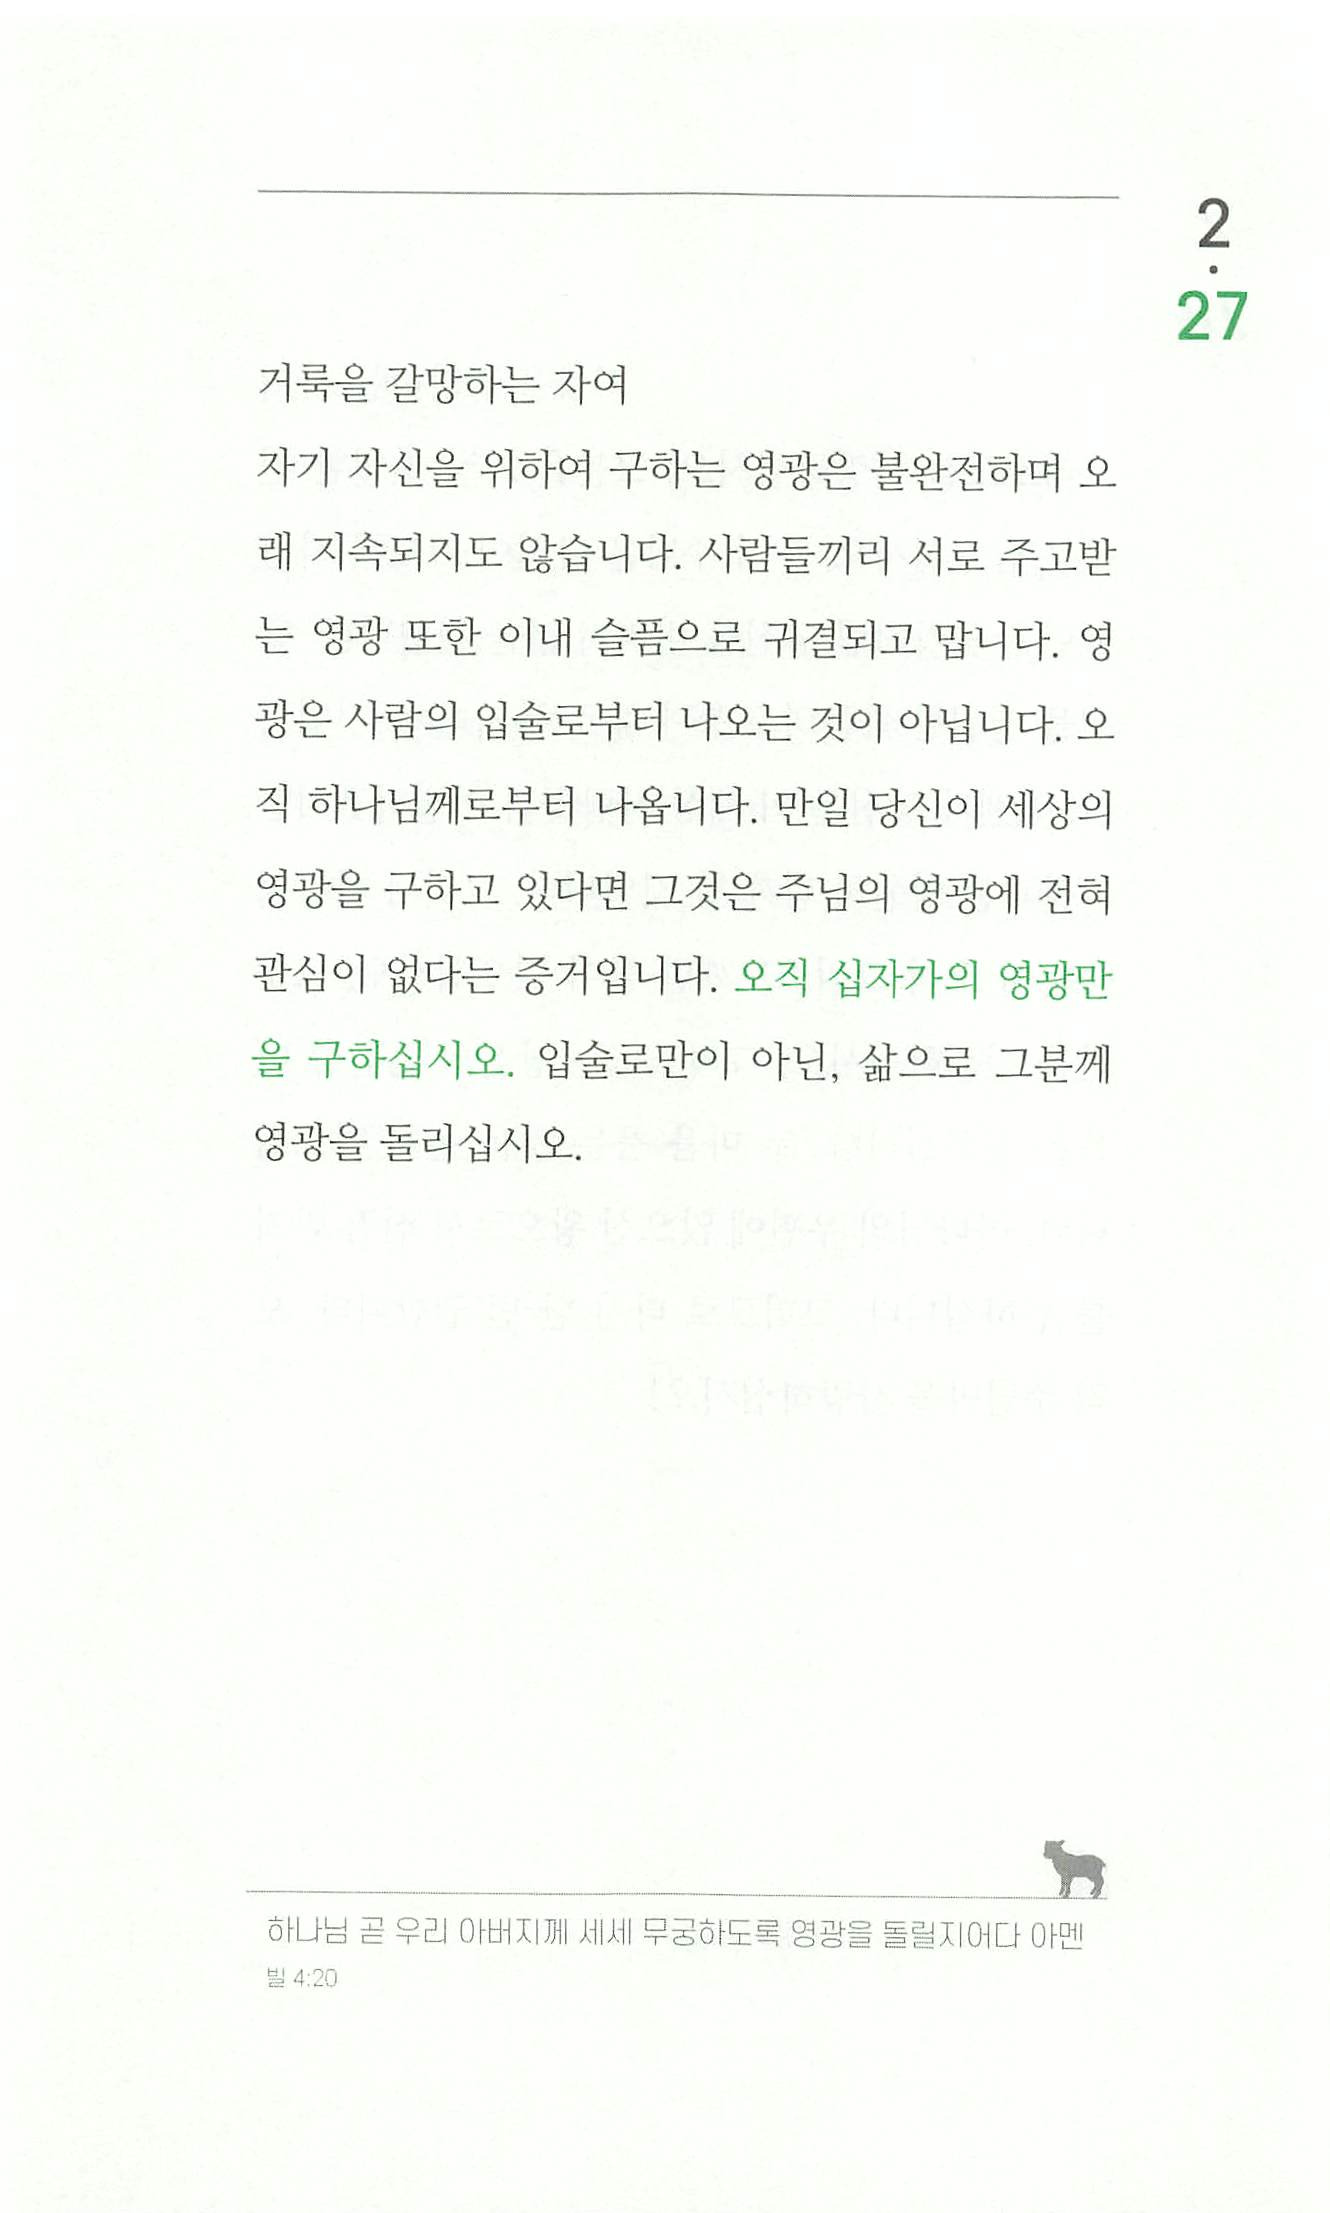 2
·
27
거룩을 갈망하는 자여
자기 자신을 위하여 구하는 영광은 불완전하며 오
래 지속되지도 않습니다. 사람들끼리 서로 주고받
는 영광 또한 이내 슬픔으로 귀결되고 맙니다. 영
광은 사람의 입술로부터 나오는 것이 아닙니다. 오
직 하나님께로부터 나옵니다. 만일 당신이 세상의
영광을 구하고 있다면 그것은 주님의 영광에 전혀
관심이 없다는 증거입니다. 오직 십자가의 영광만
을 구하십시오. 입술로만이 아닌, 삶으로 그분께
영광을 돌리십시오.
하나님 곧 우리 아버지께 세세 무궁하도록 영광을 돌릴지어다 아멘
빌 4:20